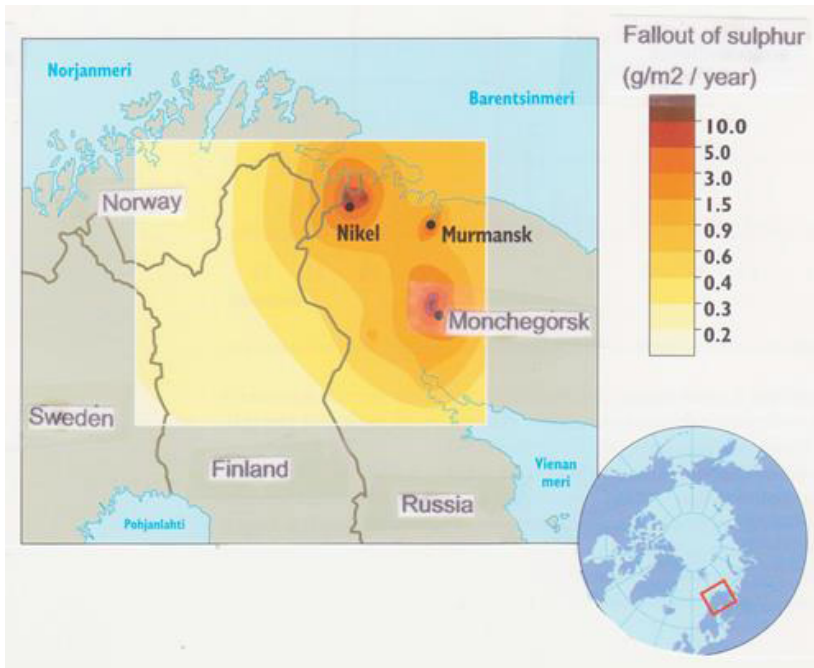 Fallout of sulphur
(g/m2 / year)
10.0
5.0
3.0
1.5
0.9
0.6
0.4
0.3
0.2
Norjanmeri
Barentsinmeri
Norway
Nikel
Murmansk
Monchegorsk
Sweden
Finland
Russia
Vienan
meri
Pohjanlahti